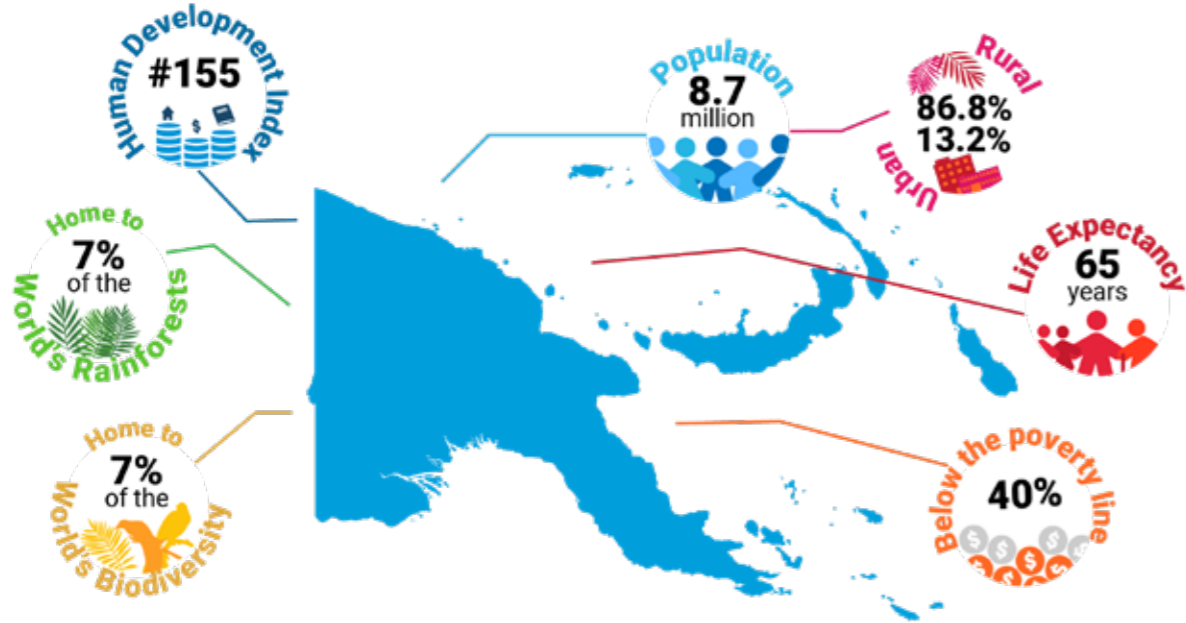 Human Development Index
#155
$
Population
8.7
million
Rural
86.8%
13.2%
Urban
Home to
7%
of the
World's Rainforests
Life Expectancy
65
years
Home to
7%
of the
World's Biodiversity
Below the poverty line
40%
$ $ $ $
$ $ $ $